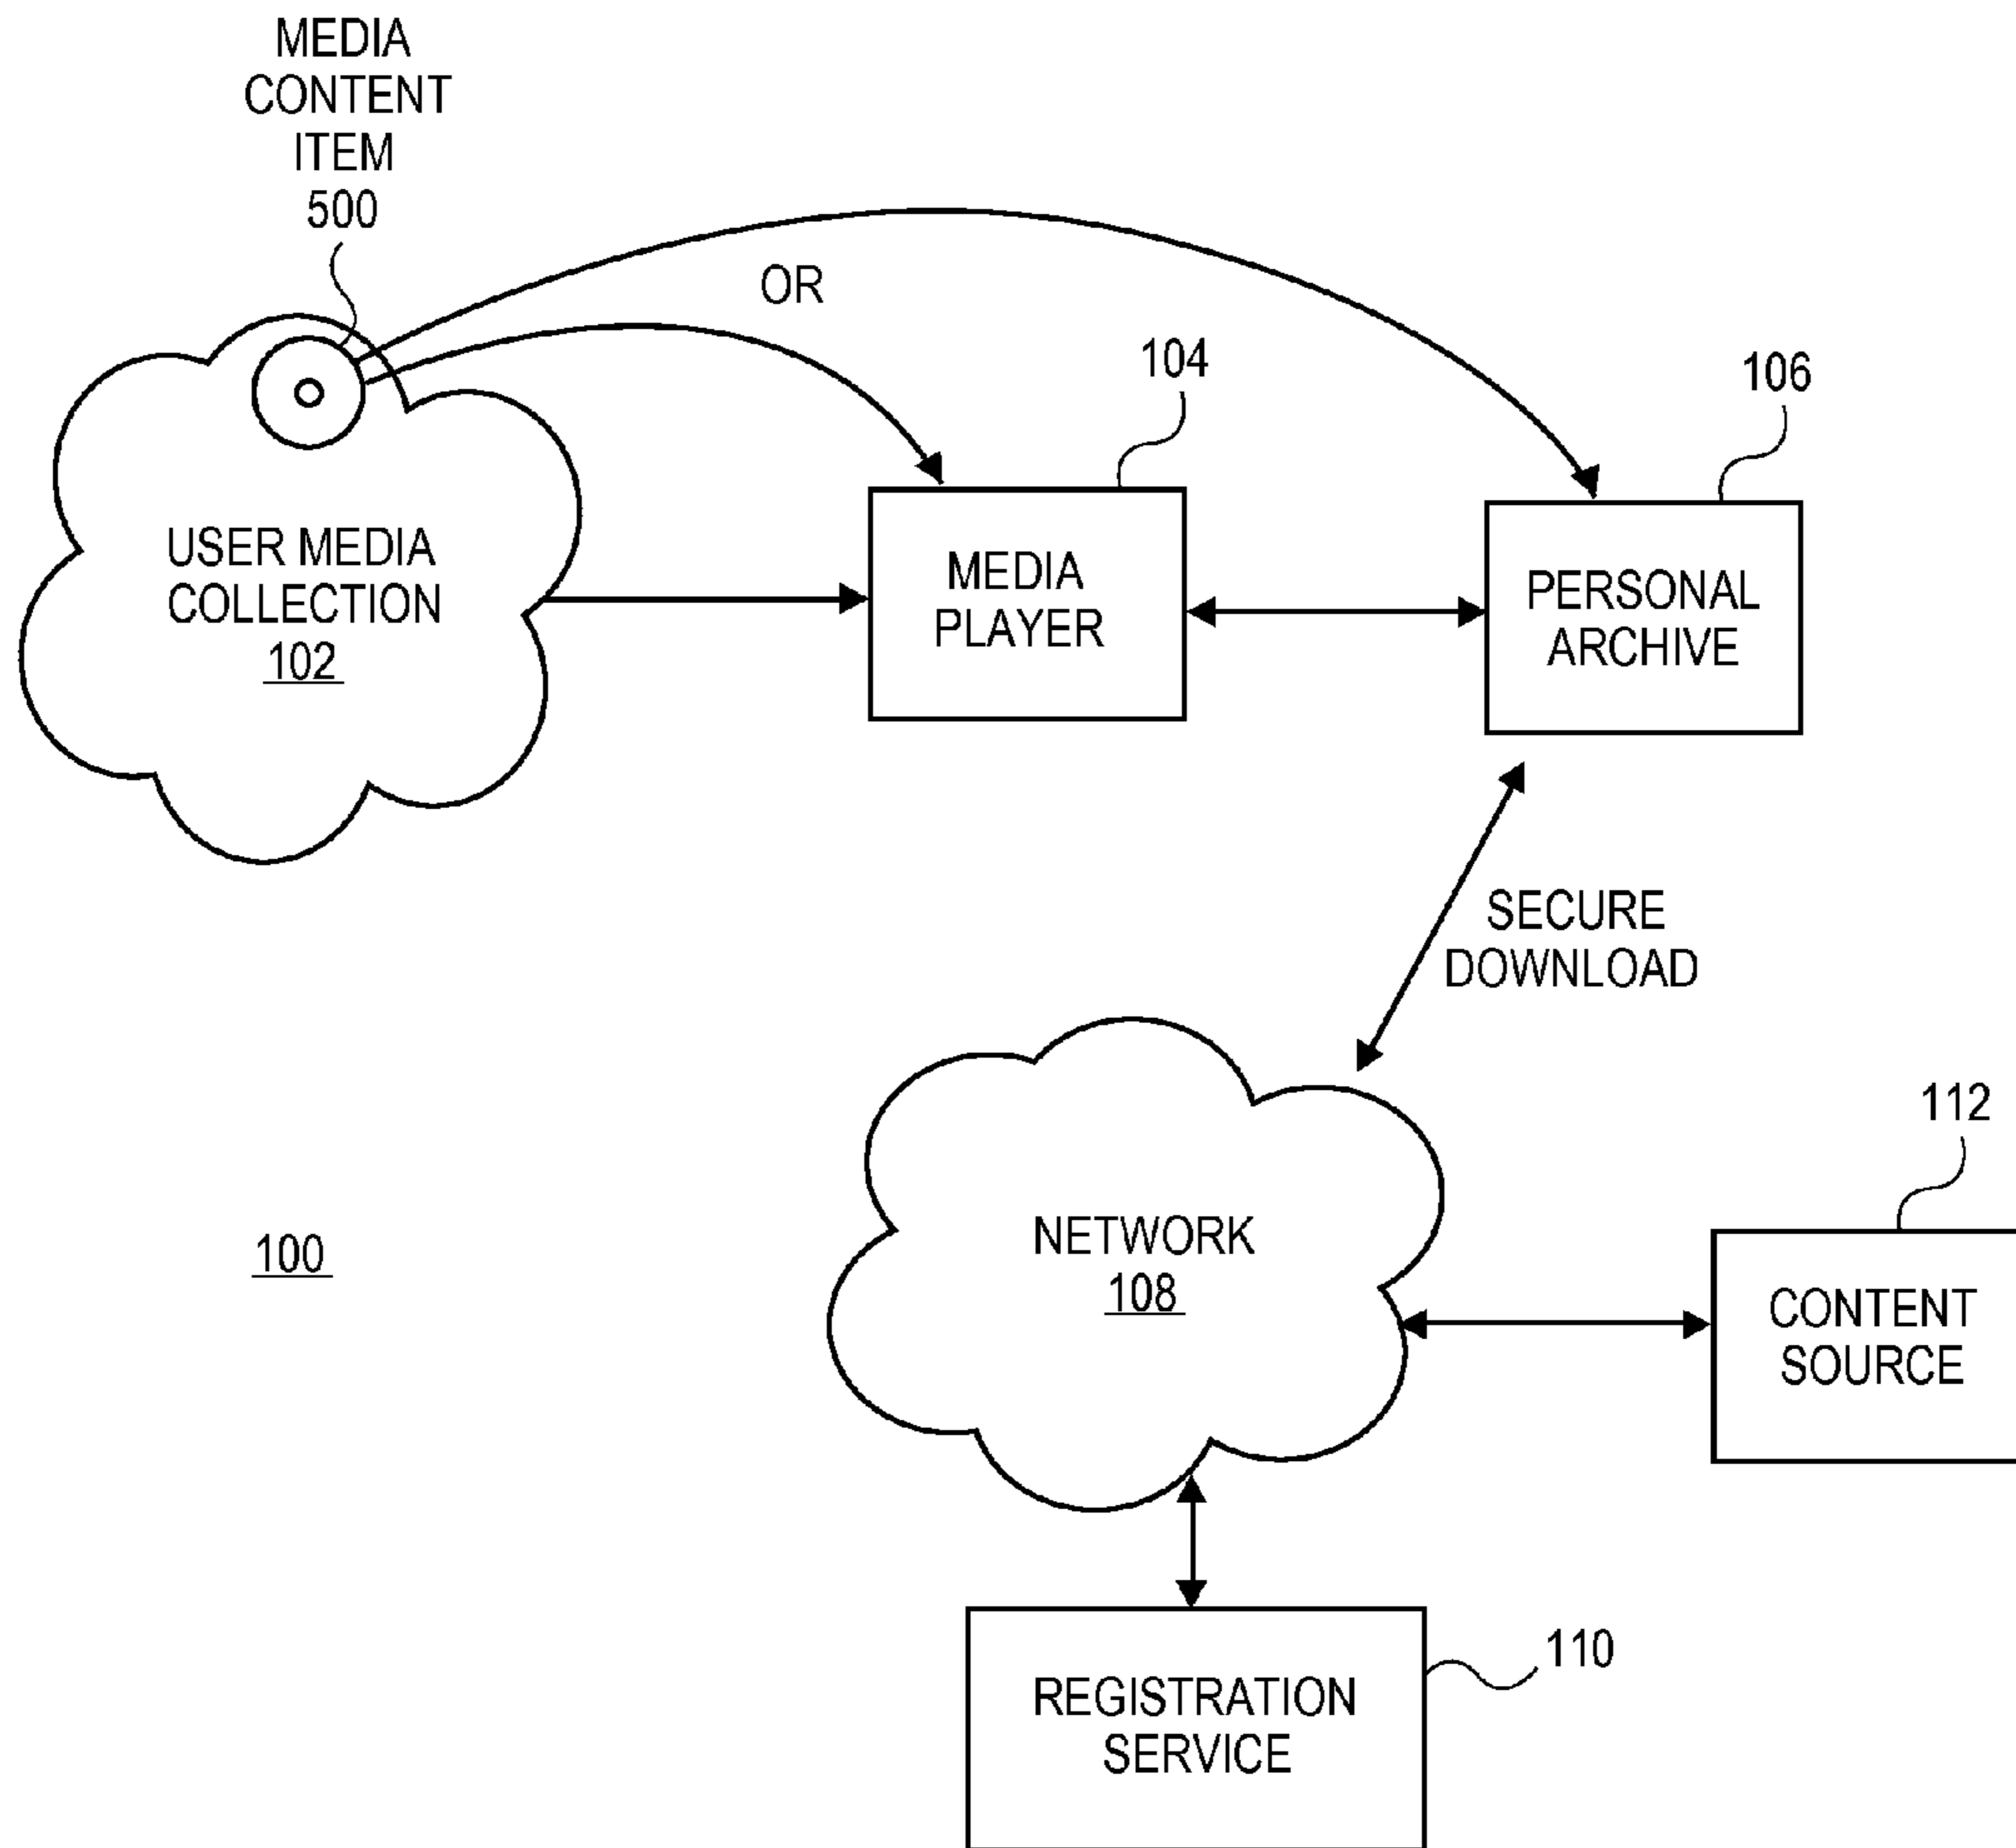 MEDIA
CONTENT
ITEM
500
OR
104
106
USER MEDIA
COLLECTION
102
MEDIA
PLAYER
PERSONAL
ARCHIVE
SECURE
DOWNLOAD
112
100
NETWORK
108
CONTENT
SOURCE
110
REGISTRATION
SERVICE